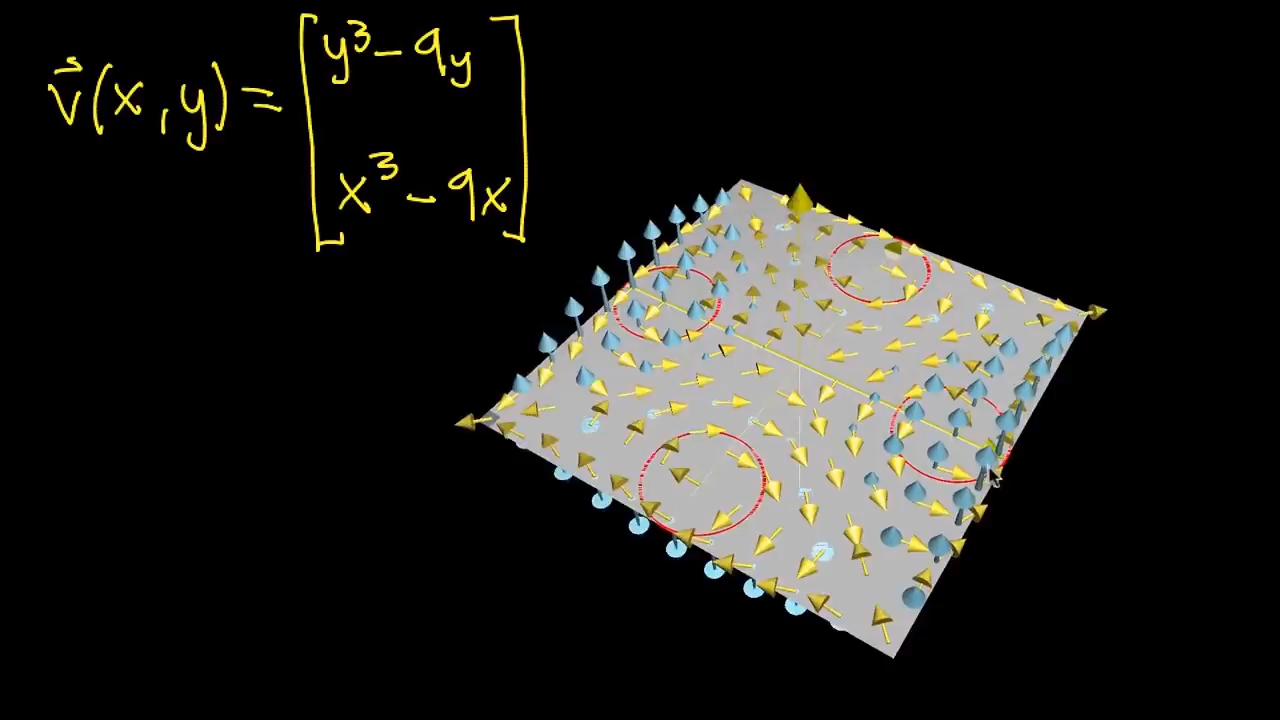 v⃗(x,y) = [y³ - 9y
x³ - 9x]